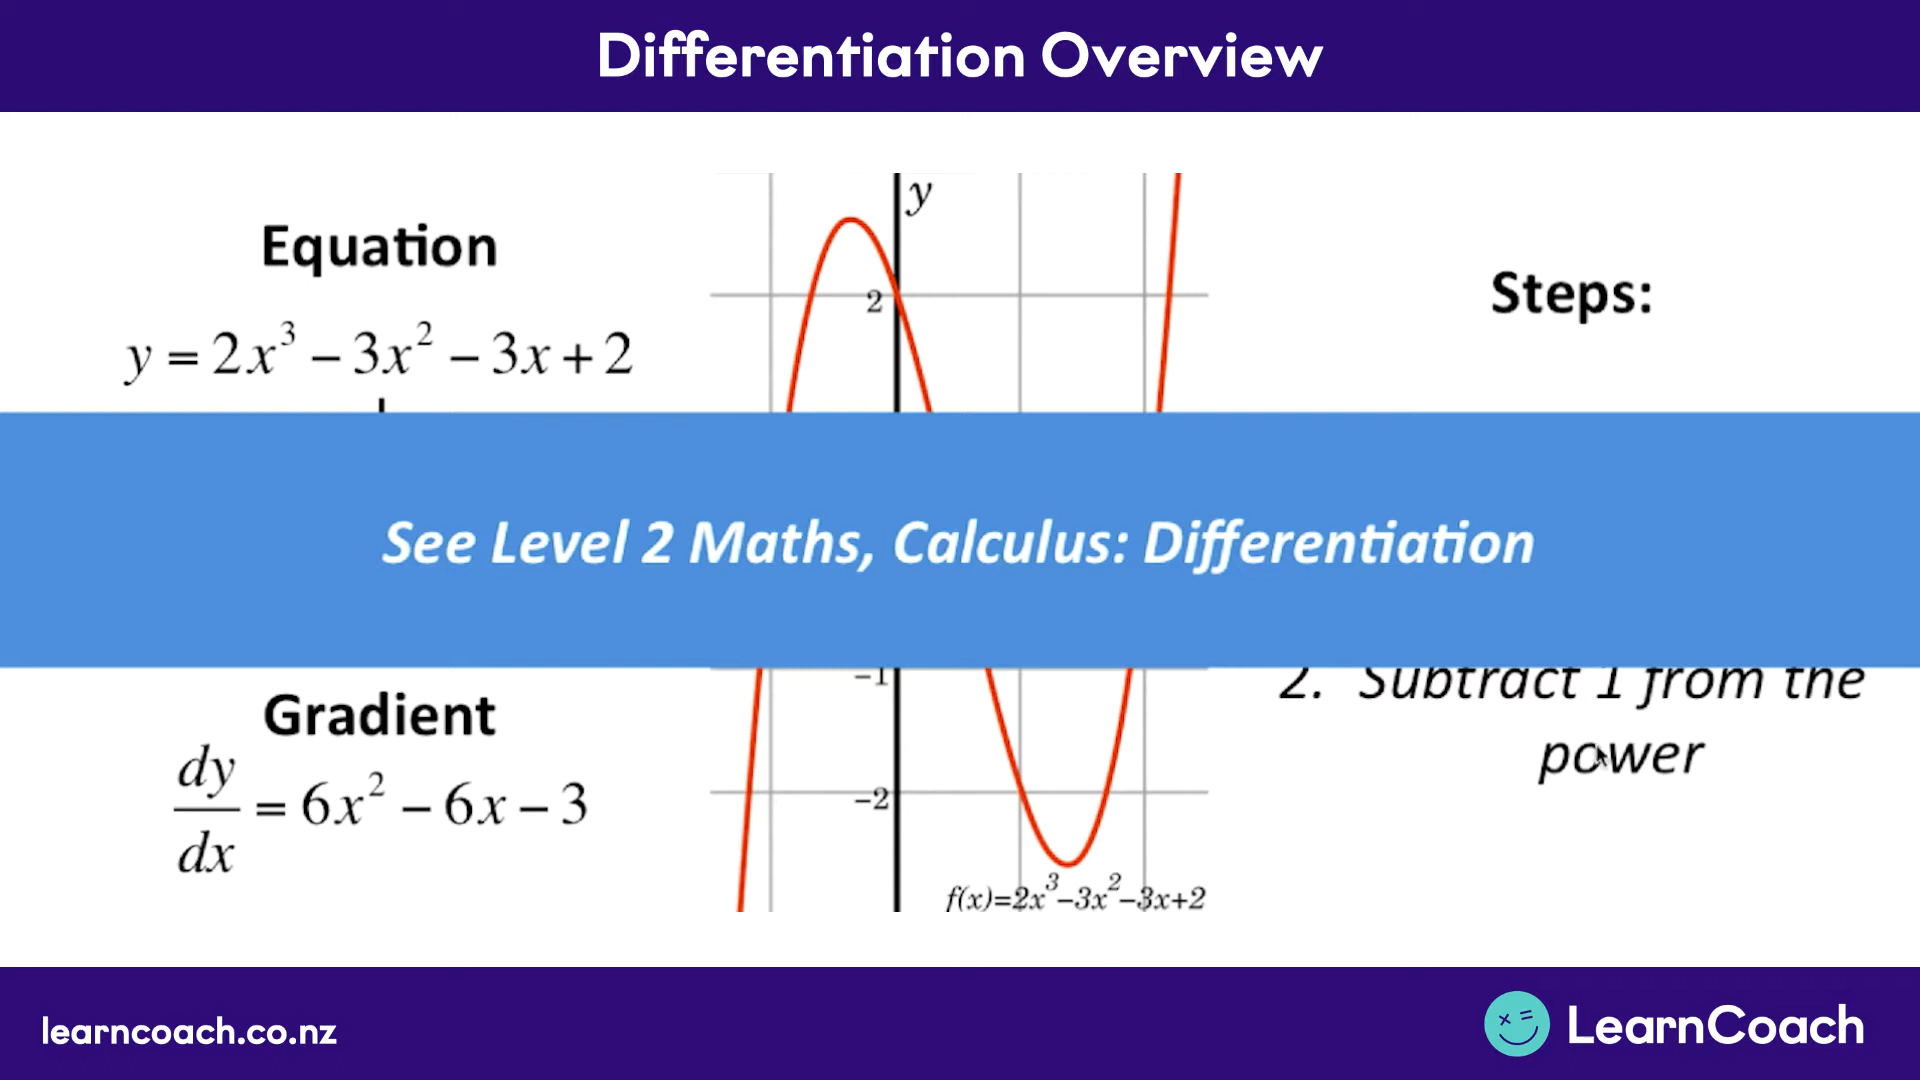 Differentiation Overview
Equation
y = 2x³ − 3x² − 3x + 2
y
2
−1
−2
f(x)=2x³−3x²−3x+2
Steps:
See Level 2 Maths, Calculus: Differentiation
Gradient
dy/dx = 6x² − 6x − 3
2. Subtract 1 from the
power
learncoach.co.nz
LearnCoach